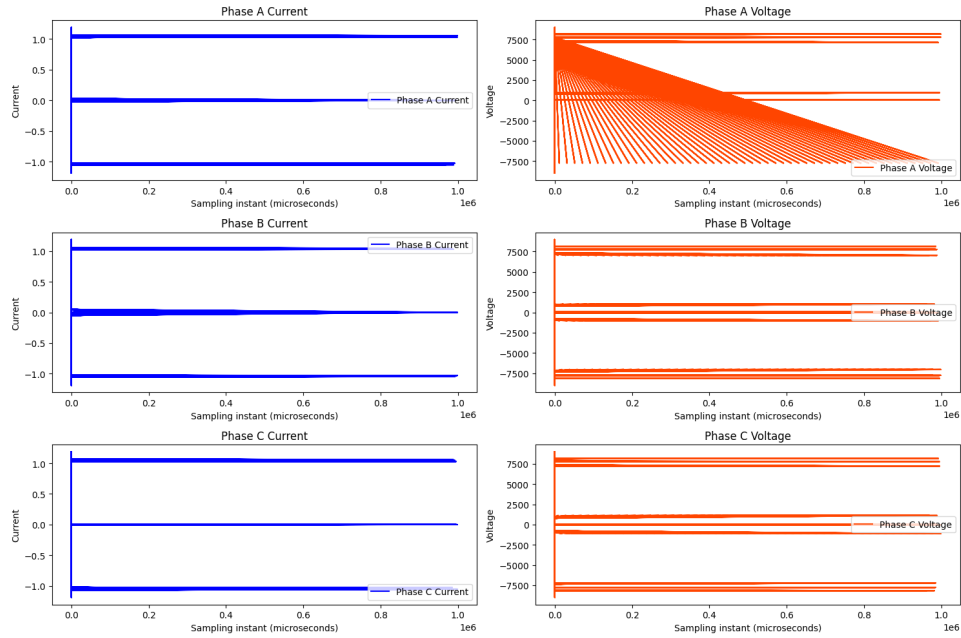 Phase A Current
Current
1.0
0.5
0.0
−0.5
−1.0
Phase A Current
0.0 0.2 0.4 0.6 0.8 1.0
1e6
Sampling instant (microseconds)
Phase A Voltage
Voltage
7500
5000
2500
0
−2500
−5000
−7500
Phase A Voltage
0.0 0.2 0.4 0.6 0.8 1.0
1e6
Sampling instant (microseconds)
Phase B Current
Current
1.0
0.5
0.0
−0.5
−1.0
Phase B Current
0.0 0.2 0.4 0.6 0.8 1.0
1e6
Sampling instant (microseconds)
Phase B Voltage
Voltage
7500
5000
2500
0
−2500
−5000
−7500
Phase B Voltage
0.0 0.2 0.4 0.6 0.8 1.0
1e6
Sampling instant (microseconds)
Phase C Current
Current
1.0
0.5
0.0
−0.5
−1.0
Phase C Current
0.0 0.2 0.4 0.6 0.8 1.0
1e6
Sampling instant (microseconds)
Phase C Voltage
Voltage
7500
5000
2500
0
−2500
−5000
−7500
Phase C Voltage
0.0 0.2 0.4 0.6 0.8 1.0
1e6
Sampling instant (microseconds)